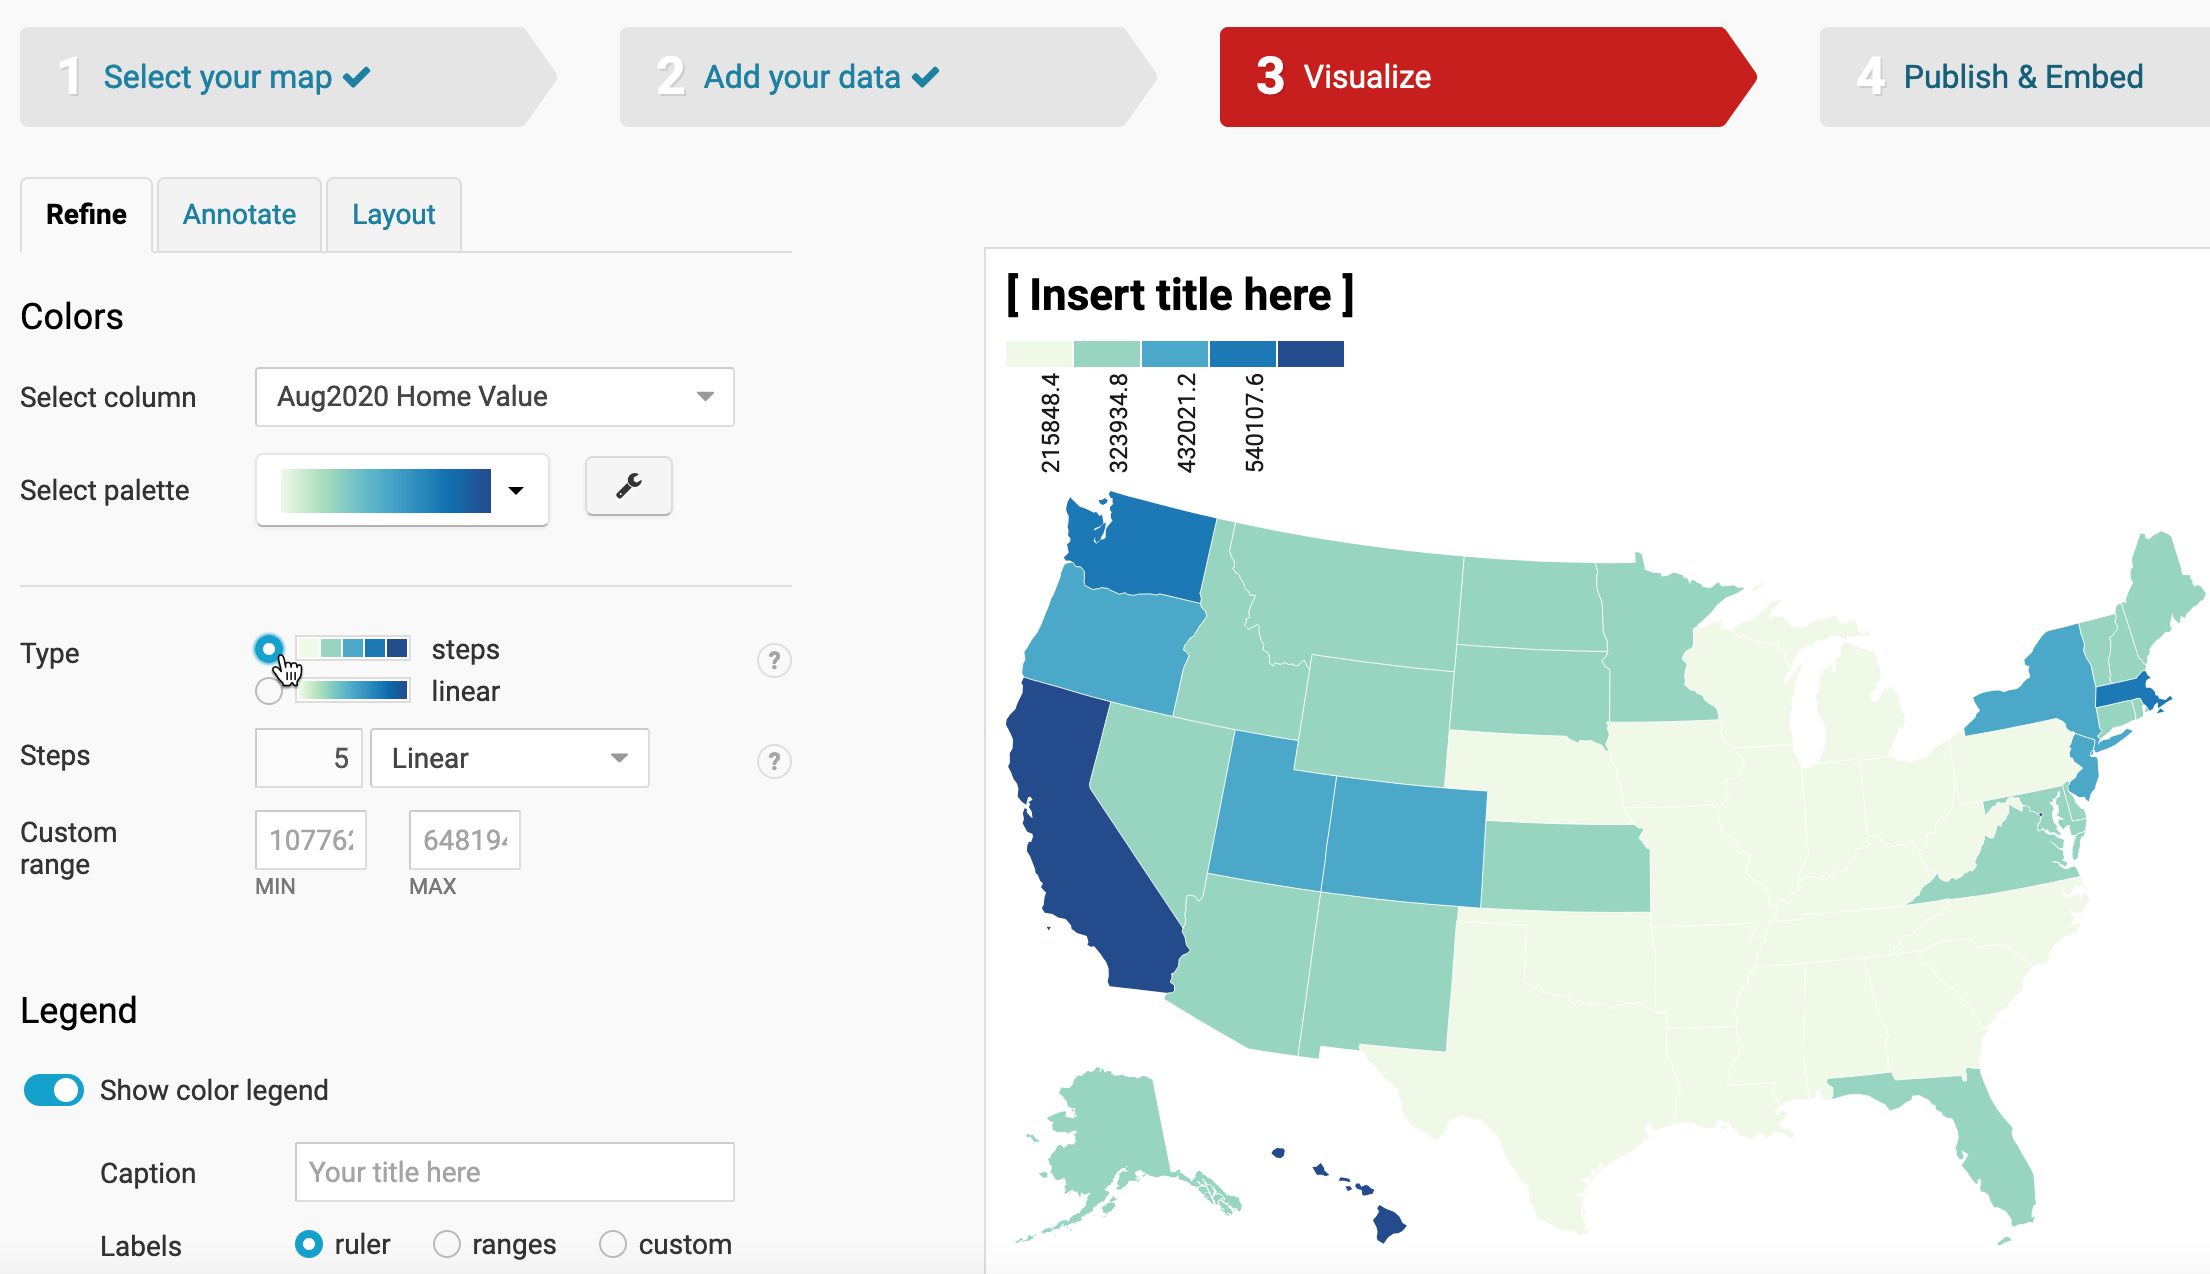 1 Select your map
2 Add your data
3 Visualize
4 Publish & Embed
Refine
Annotate
Layout
Colors
Select column
Aug2020 Home Value
Select palette
Type
steps
?
linear
Steps
5
Linear
?
Custom
range
MIN
MAX
Legend
Show color legend
Caption
Your title here
Labels
ruler
ranges
custom
[ Insert title here ]
215848.4
323934.8
432021.2
540107.6